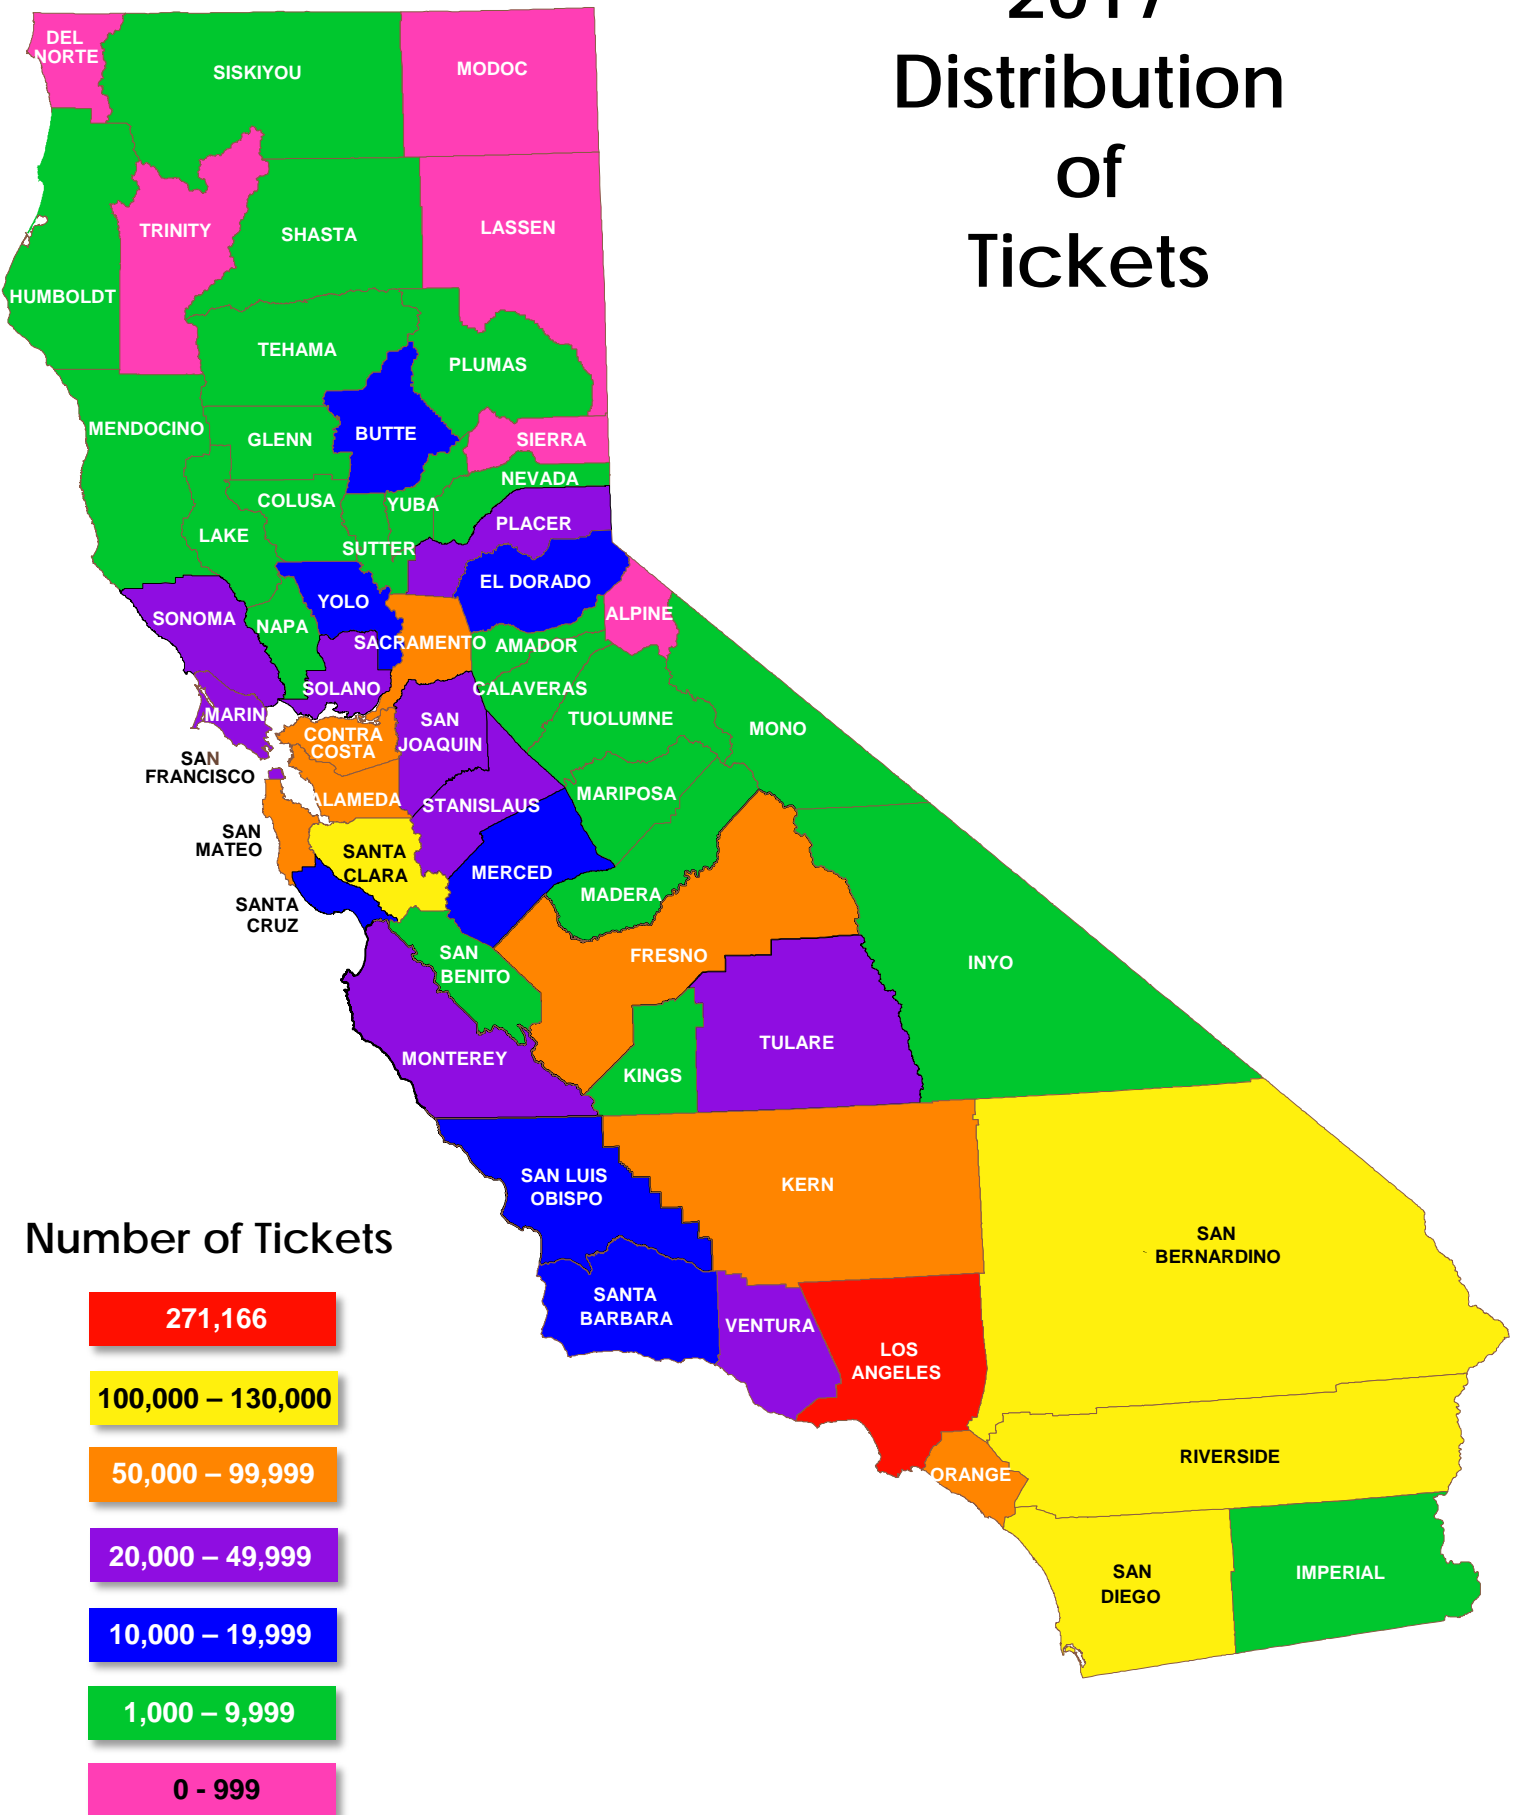 2017
Distribution
of
Tickets
DEL
NORTE
SISKIYOU
MODOC
TRINITY
SHASTA
LASSEN
HUMBOLDT
TEHAMA
PLUMAS
MENDOCINO
GLENN
BUTTE
SIERRA
NEVADA
COLUSA
YUBA
PLACER
LAKE
SUTTER
EL DORADO
YOLO
SONOMA
NAPA
ALPINE
SACRAMENTO
AMADOR
SOLANO
CALAVERAS
MARIN
SAN
JOAQUIN
TUOLUMNE
MONO
CONTRA
COSTA
SAN
FRANCISCO
ALAMEDA
STANISLAUS
MARIPOSA
SAN
MATEO
SANTA
CLARA
MERCED
MADERA
SANTA
CRUZ
SAN
BENITO
FRESNO
INYO
MONTEREY
TULARE
KINGS
SAN LUIS
OBISPO
KERN
SAN
BERNARDINO
SANTA
BARBARA
VENTURA
LOS
ANGELES
RIVERSIDE
ORANGE
SAN
DIEGO
IMPERIAL
Number of Tickets
271,166
100,000 – 130,000
50,000 – 99,999
20,000 – 49,999
10,000 – 19,999
1,000 – 9,999
0 - 999